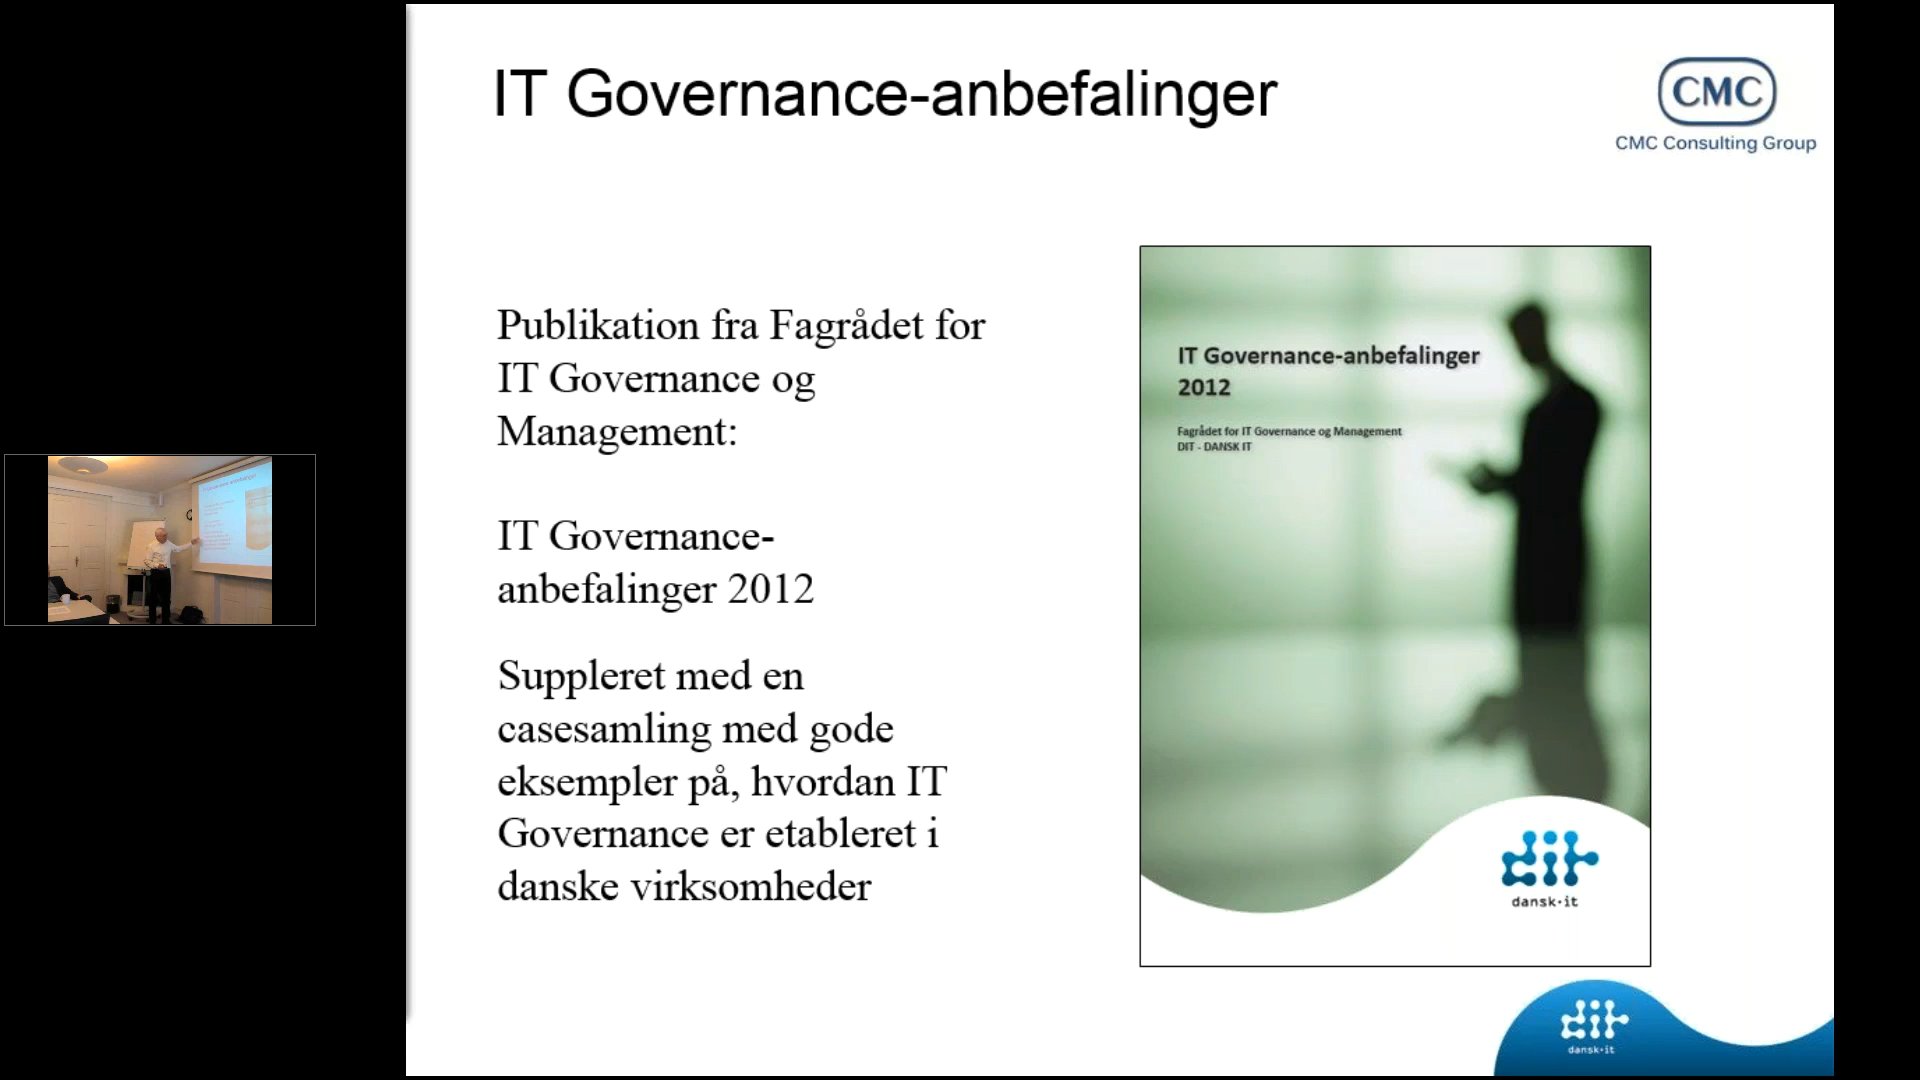 IT Governance-anbefalinger
CMC
CMC Consulting Group
Publikation fra Fagrådet for
IT Governance og
Management:
IT Governance-
anbefalinger 2012
Suppleret med en
casesamling med gode
eksempler på, hvordan IT
Governance er etableret i
danske virksomheder
IT Governance-anbefalinger
2012
Fagrådet for IT Governance og Management
DIT - DANSK IT
dit
dansk·it
dit
dansk·it